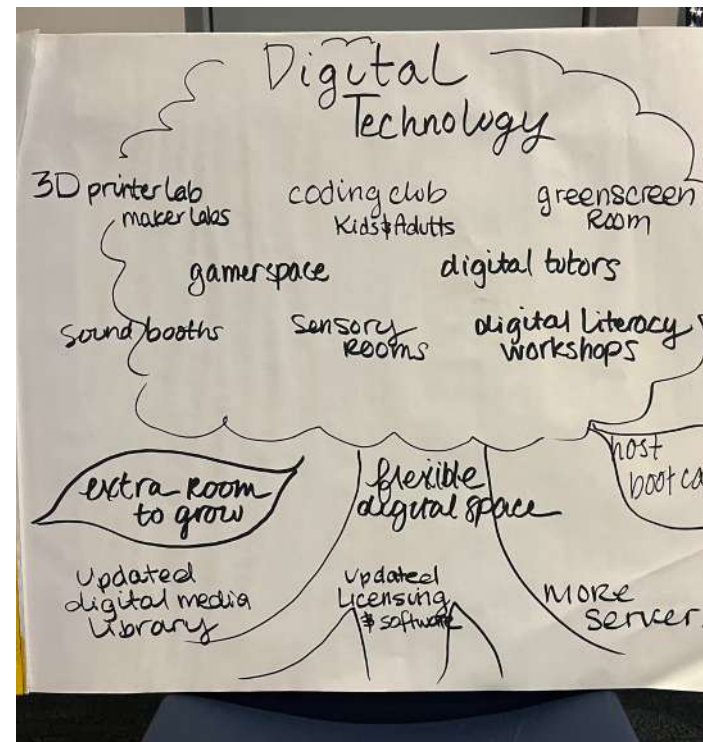 Digital
Technology
3D printer lab
maker labs
coding club
Kids & Adults
greenscreen
Room
gamerspace
digital tutors
sound booths
Sensory
Rooms
digital Literacy
workshops
extra Room
to grow
flexible
digital space
host
boot ca
Updated
digital media
Library
updated
Licensing
& software
more
server